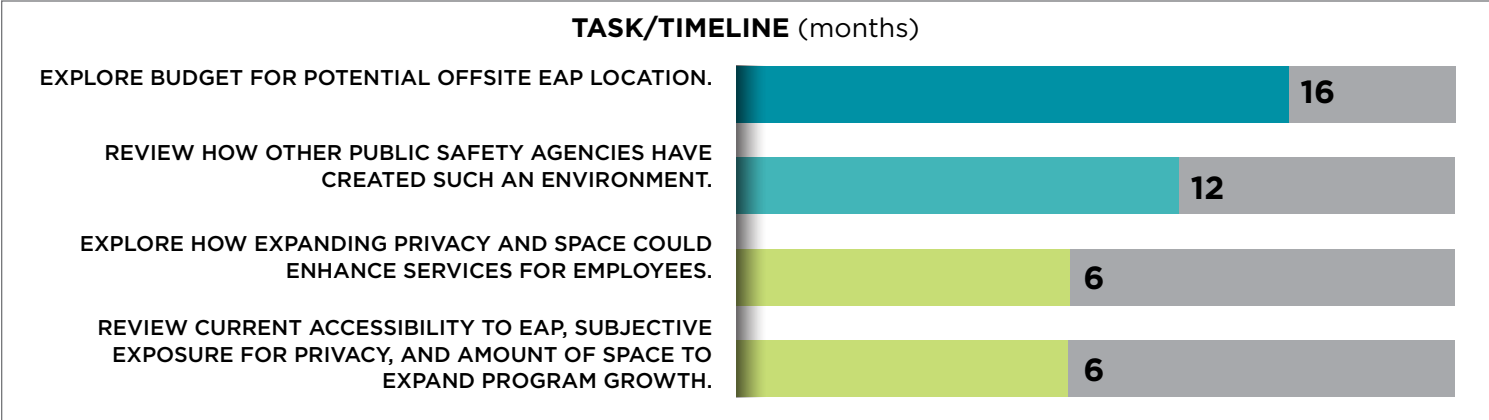 TASK/TIMELINE (months)
EXPLORE BUDGET FOR POTENTIAL OFFSITE EAP LOCATION.
16
REVIEW HOW OTHER PUBLIC SAFETY AGENCIES HAVE
CREATED SUCH AN ENVIRONMENT.
12
EXPLORE HOW EXPANDING PRIVACY AND SPACE COULD
ENHANCE SERVICES FOR EMPLOYEES.
6
REVIEW CURRENT ACCESSIBILITY TO EAP, SUBJECTIVE
EXPOSURE FOR PRIVACY, AND AMOUNT OF SPACE TO
EXPAND PROGRAM GROWTH.
6